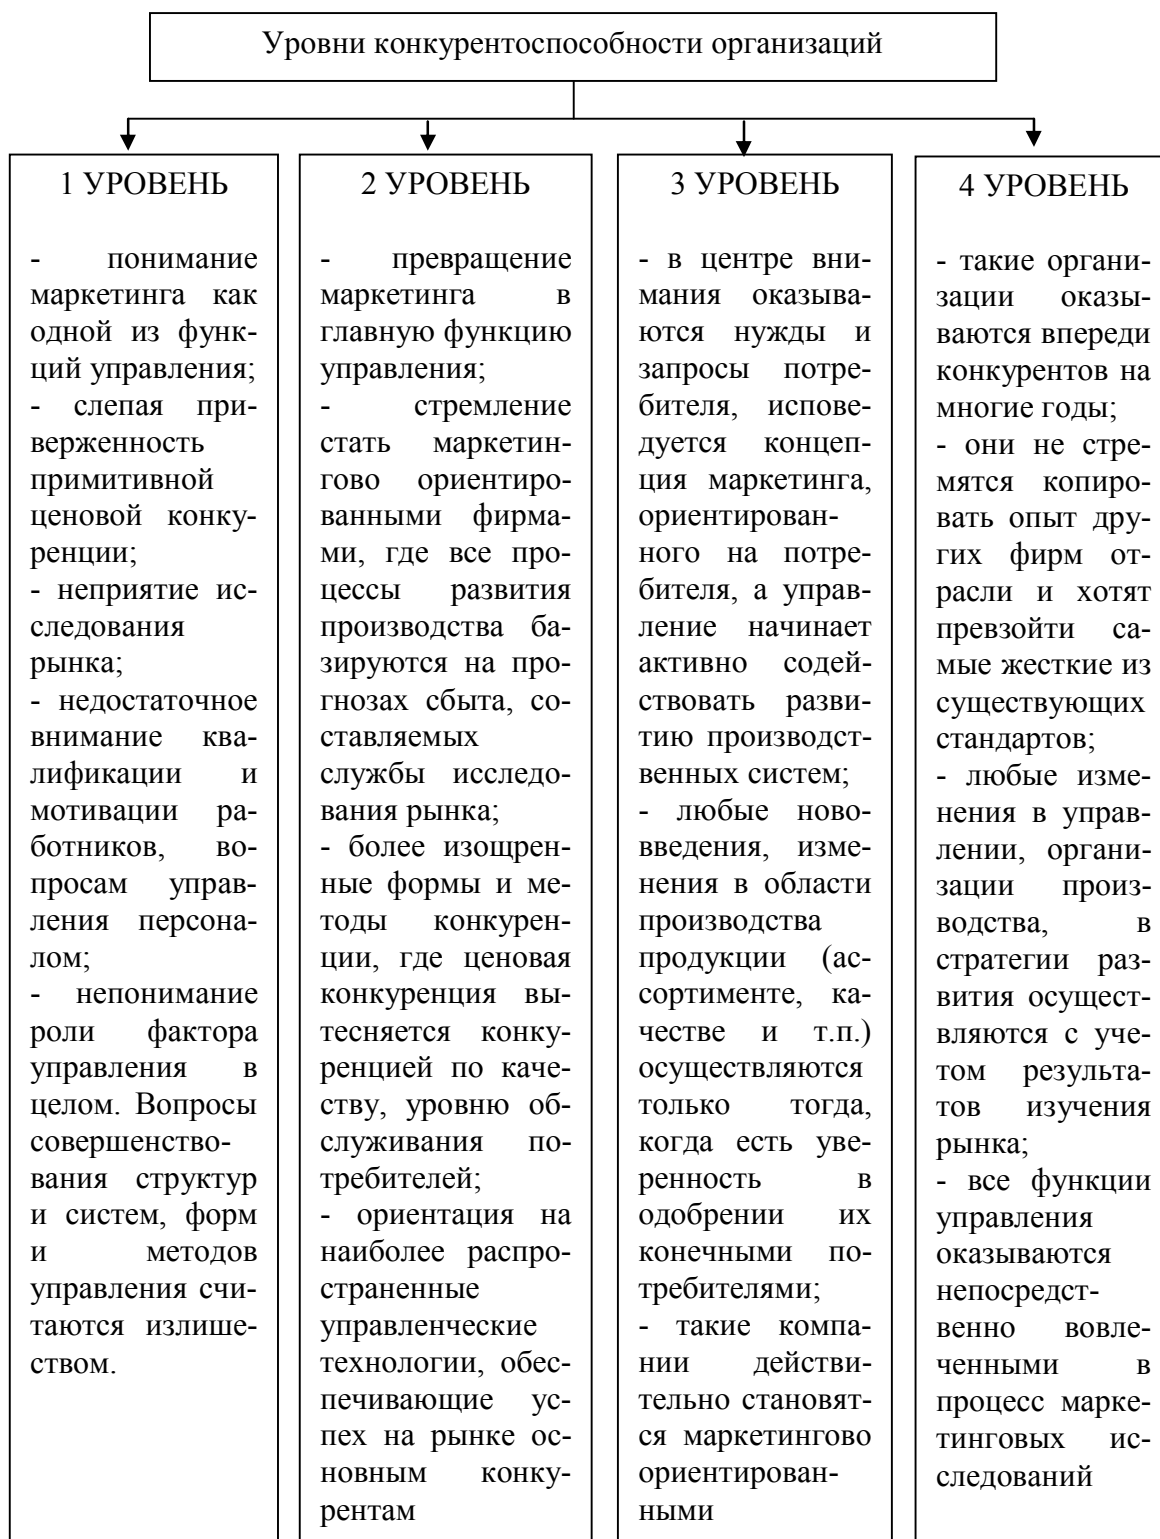 Уровни конкурентоспособности организаций
1 УРОВЕНЬ
- понимание
маркетинга как
одной из функ-
ций управления;
- слепая при-
верженность
примитивной
ценовой конку-
ренции;
- неприятие ис-
следования
рынка;
- недостаточное
внимание ква-
лификации и
мотивации ра-
ботников, во-
просам управ-
ления персона-
лом;
- непонимание
роли фактора
управления в
целом. Вопросы
совершенство-
вания структур
и систем, форм
и методов
управления счи-
таются излише-
ством.
2 УРОВЕНЬ
- превращение
маркетинга в
главную функцию
управления;
- стремление
стать маркетин-
гово ориентиро-
ванными фирма-
ми, где все про-
цессы развития
производства ба-
зируются на про-
гнозах сбыта, со-
ставляемых
службы исследо-
вания рынка;
- более изощрен-
ные формы и ме-
тоды конкурен-
ции, где ценовая
конкуренция вы-
тесняется конку-
ренцией по каче-
ству, уровню об-
служивания по-
требителей;
- ориентация на
наиболее распро-
страненные
управленческие
технологии, обес-
печивающие ус-
пех на рынке ос-
новным конку-
рентам
3 УРОВЕНЬ
- в центре вни-
мания оказыва-
ются нужды и
запросы потре-
бителя, испове-
дуется концеп-
ция маркетинга,
ориентирован-
ного на потре-
бителя, а управ-
ление начинает
активно содей-
ствовать разви-
тию производст-
венных систем;
- любые ново-
введения, изме-
нения в области
производства
продукции (ас-
сортименте, ка-
честве и т.п.)
осуществляются
только тогда,
когда есть уве-
ренность в
одобрении их
конечными по-
требителями;
- такие компа-
нии действи-
тельно становят-
ся маркетингово
ориентирован-
ными
4 УРОВЕНЬ
- такие органи-
зации оказы-
ваются впереди
конкурентов на
многие годы;
- они не стре-
мятся копиро-
вать опыт дру-
гих фирм от-
расли и хотят
превзойти са-
мые жесткие из
существующих
стандартов;
- любые изме-
нения в управ-
лении, органи-
зации произ-
водства, в
стратегии раз-
вития осущест-
вляются с уче-
том результа-
тов изучения
рынка;
- все функции
управления
оказываются
непосредст-
венно вовле-
ченными в
процесс марке-
тинговых ис-
следований